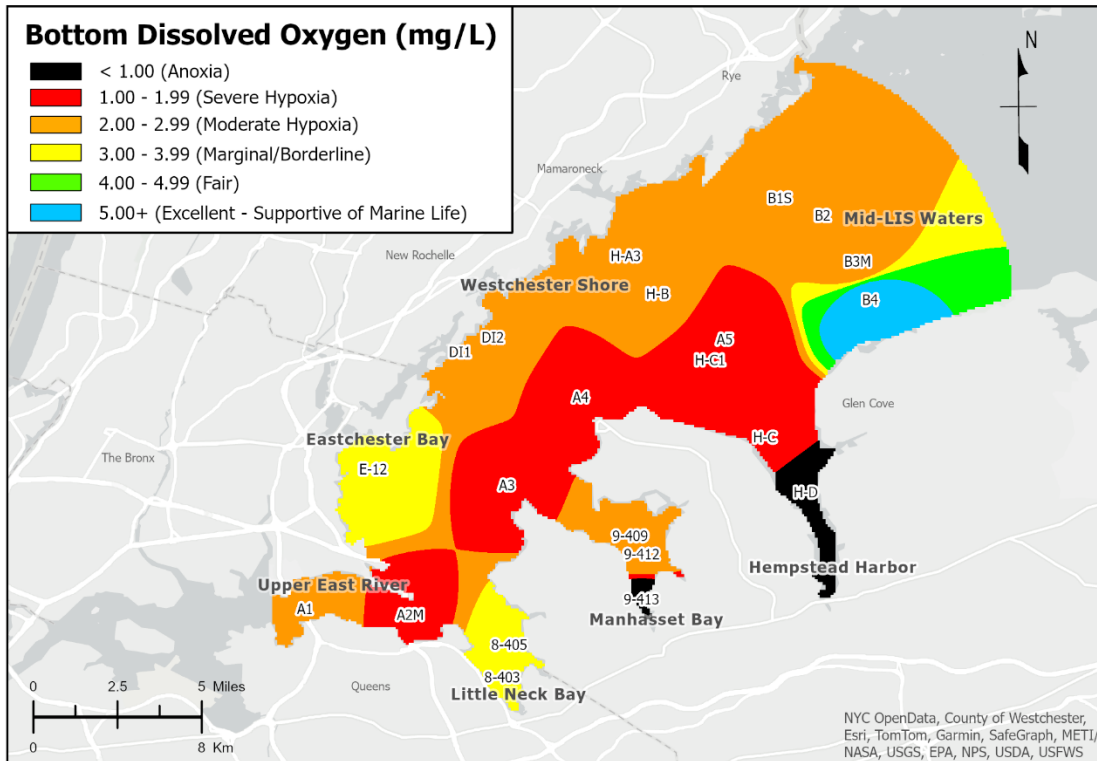 Bottom Dissolved Oxygen (mg/L)
< 1.00 (Anoxia)
1.00 - 1.99 (Severe Hypoxia)
2.00 - 2.99 (Moderate Hypoxia)
3.00 - 3.99 (Marginal/Borderline)
4.00 - 4.99 (Fair)
5.00+ (Excellent - Supportive of Marine Life)
N
Rye
Mamaroneck
B1S
B2
Mid-LIS Waters
New Rochelle
H-A3
B3M
Westchester Shore
H-B
B4
DI2
DI1
A5
H-C1
A4
Glen Cove
Eastchester Bay
H-C
The Bronx
E-12
A3
H-D
9-409
9-412
Hempstead Harbor
Upper East River
A1
A2M
9-413
Manhasset Bay
8-405
8-403
Queens
Little Neck Bay
0 2.5 5 Miles
0 8 Km
NYC OpenData, County of Westchester,
Esri, TomTom, Garmin, SafeGraph, METI/
NASA, USGS, EPA, NPS, USDA, USFWS